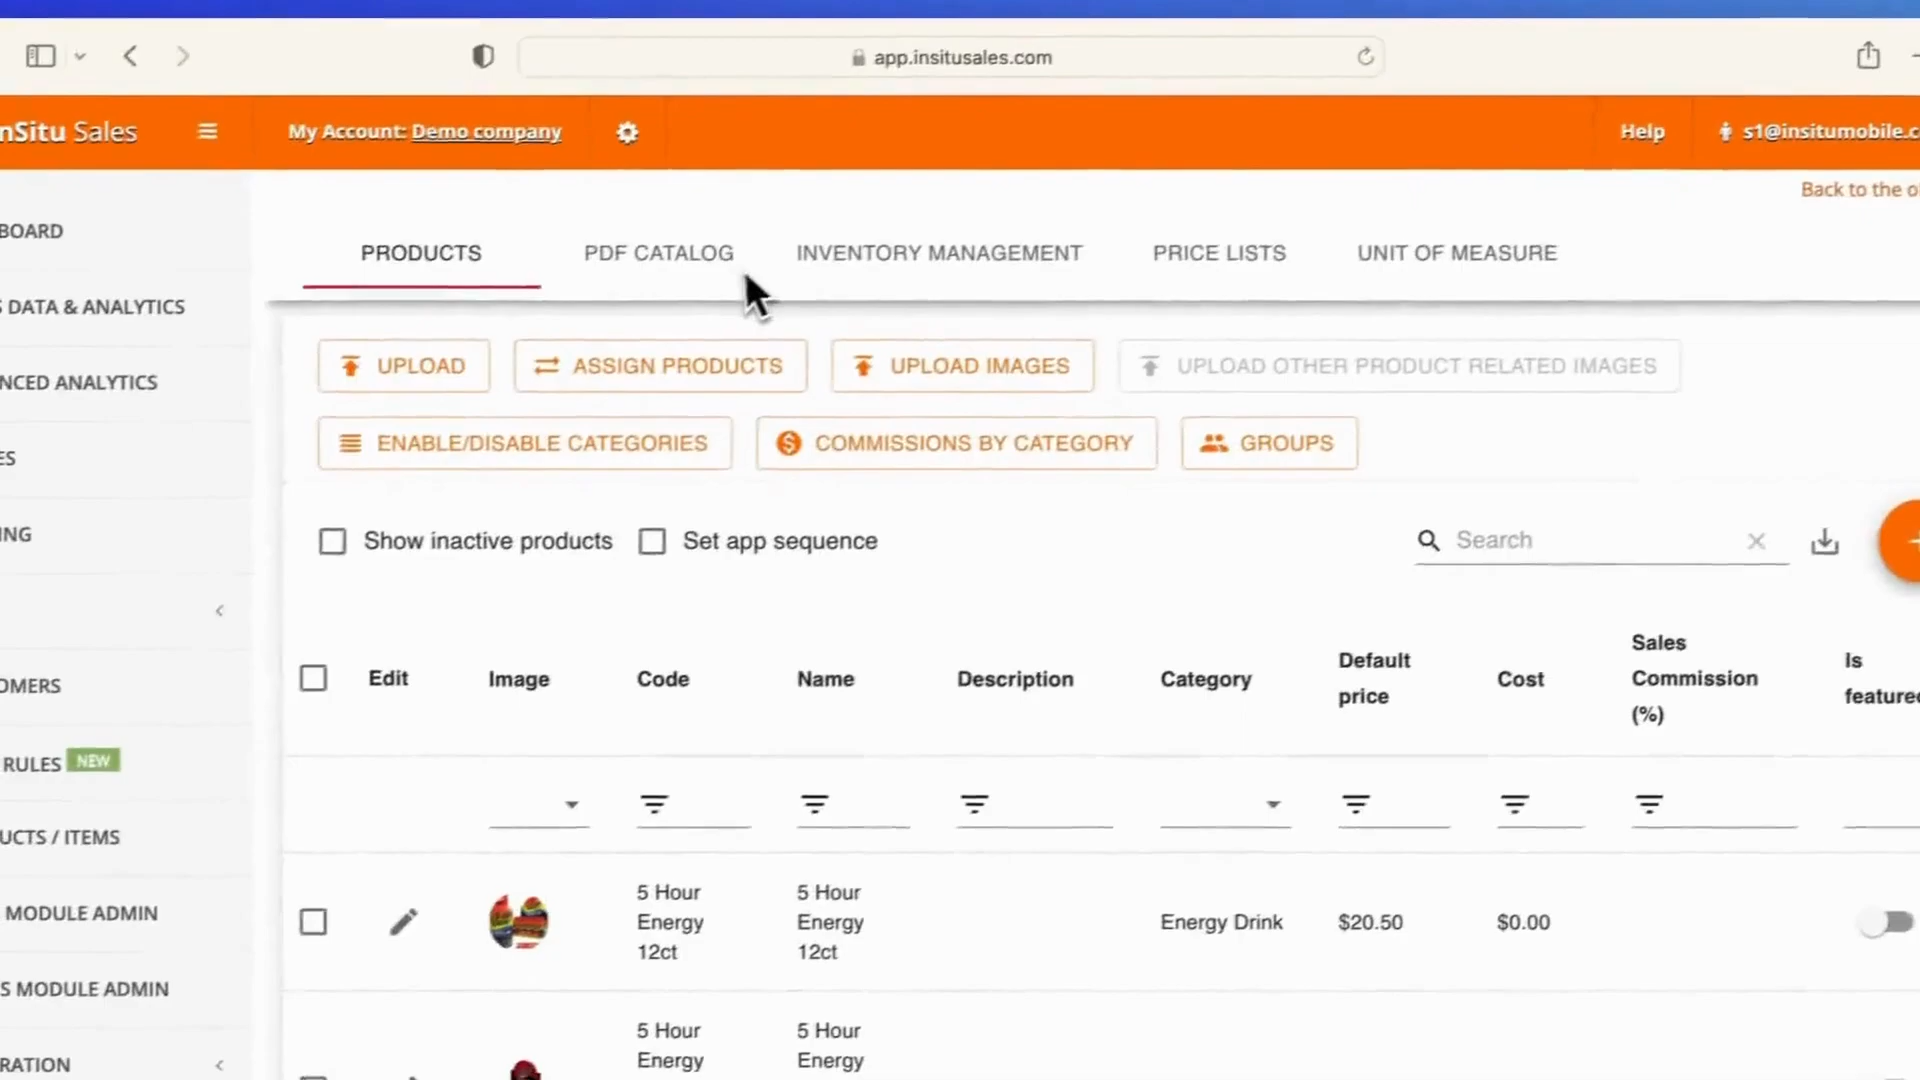 app.insitusales.com
nSitu Sales
My Account: Demo company
Help
s1@insitumobile.c
Back to the o
BOARD
S DATA & ANALYTICS
NCED ANALYTICS
ES
NG
OMERS
RULES NEW
UCTS / ITEMS
MODULE ADMIN
S MODULE ADMIN
RATION
PRODUCTS
PDF CATALOG
INVENTORY MANAGEMENT
PRICE LISTS
UNIT OF MEASURE
UPLOAD
ASSIGN PRODUCTS
UPLOAD IMAGES
UPLOAD OTHER PRODUCT RELATED IMAGES
ENABLE/DISABLE CATEGORIES
COMMISSIONS BY CATEGORY
GROUPS
Show inactive products
Set app sequence
Search
Edit
Image
Code
Name
Description
Category
Default
price
Cost
Sales
Commission
(%)
Is
featured
5 Hour
Energy
12ct
5 Hour
Energy
12ct
Energy Drink
$20.50
$0.00
5 Hour
Energy
5 Hour
Energy